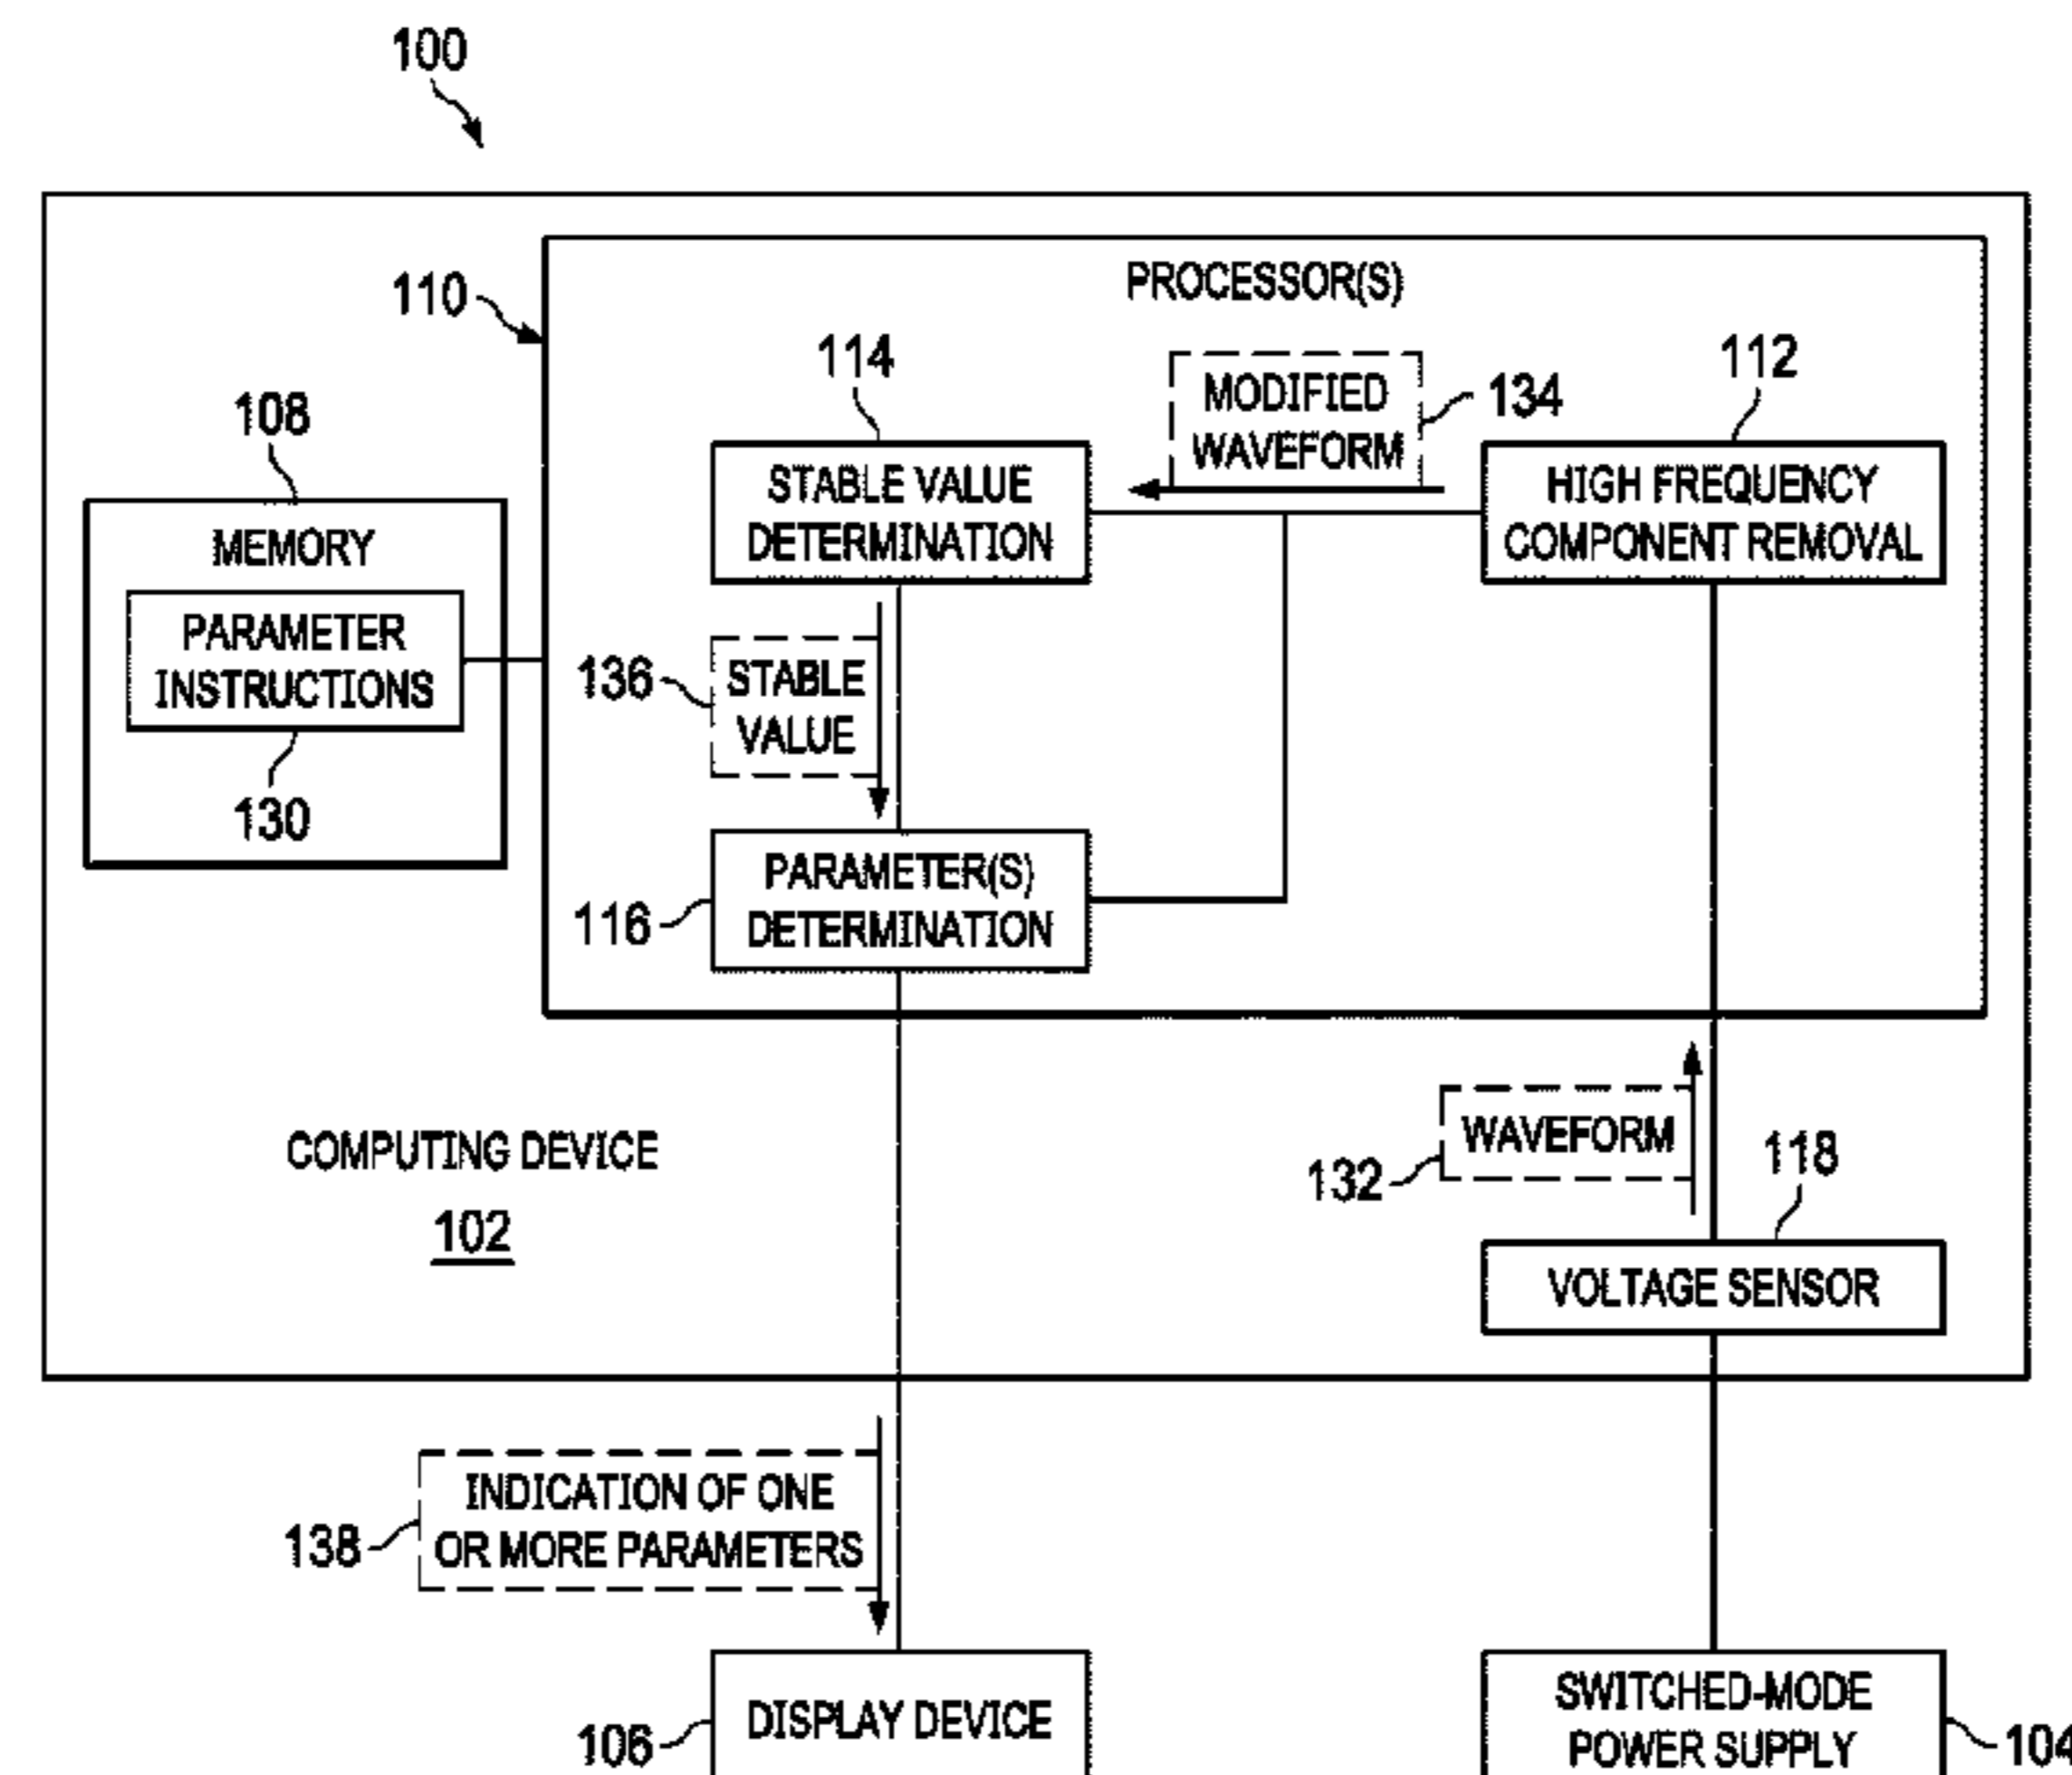 100
110
PROCESSOR(S)
114
MODIFIED
WAVEFORM
134
112
108
MEMORY
PARAMETER
INSTRUCTIONS
130
STABLE VALUE
DETERMINATION
HIGH FREQUENCY
COMPONENT REMOVAL
136
STABLE
VALUE
116
PARAMETER(S)
DETERMINATION
COMPUTING DEVICE
102
132
WAVEFORM
118
VOLTAGE SENSOR
138
INDICATION OF ONE
OR MORE PARAMETERS
106
DISPLAY DEVICE
SWITCHED-MODE
POWER SUPPLY
104